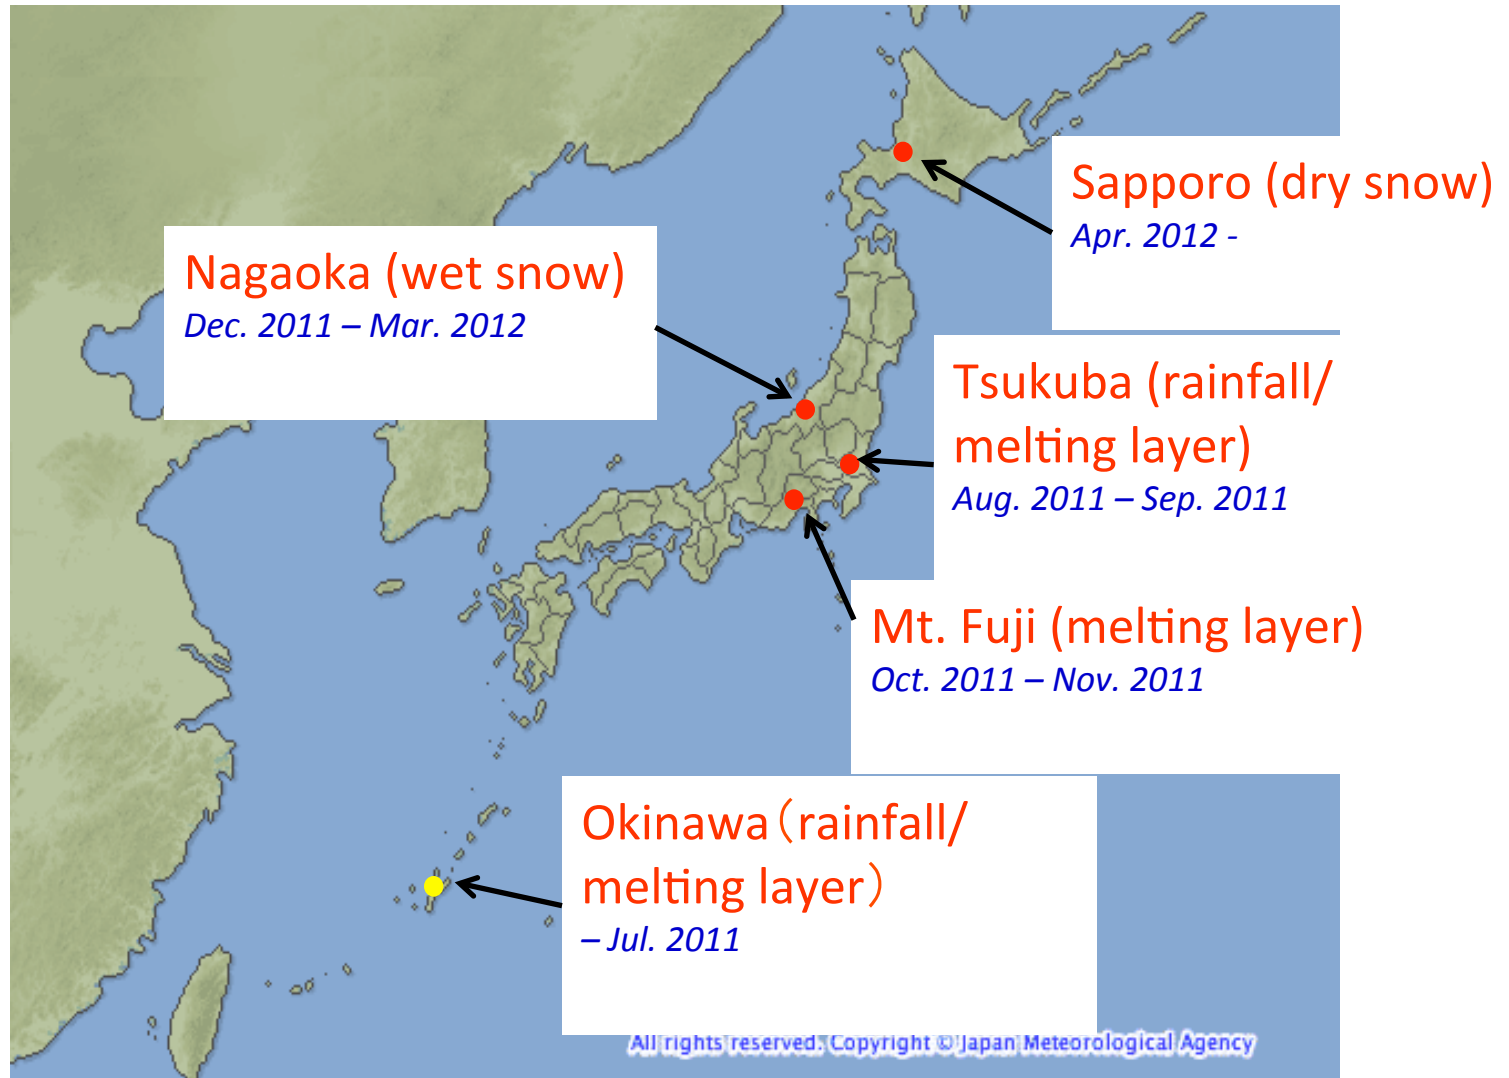 Sapporo (dry snow)
Apr. 2012 -
Nagaoka (wet snow)
Dec. 2011 – Mar. 2012
Tsukuba (rainfall/
melting layer)
Aug. 2011 – Sep. 2011
Mt. Fuji (melting layer)
Oct. 2011 – Nov. 2011
Okinawa（rainfall/
melting layer）
– Jul. 2011
All rights reserved. Copyright © Japan Meteorological Agency